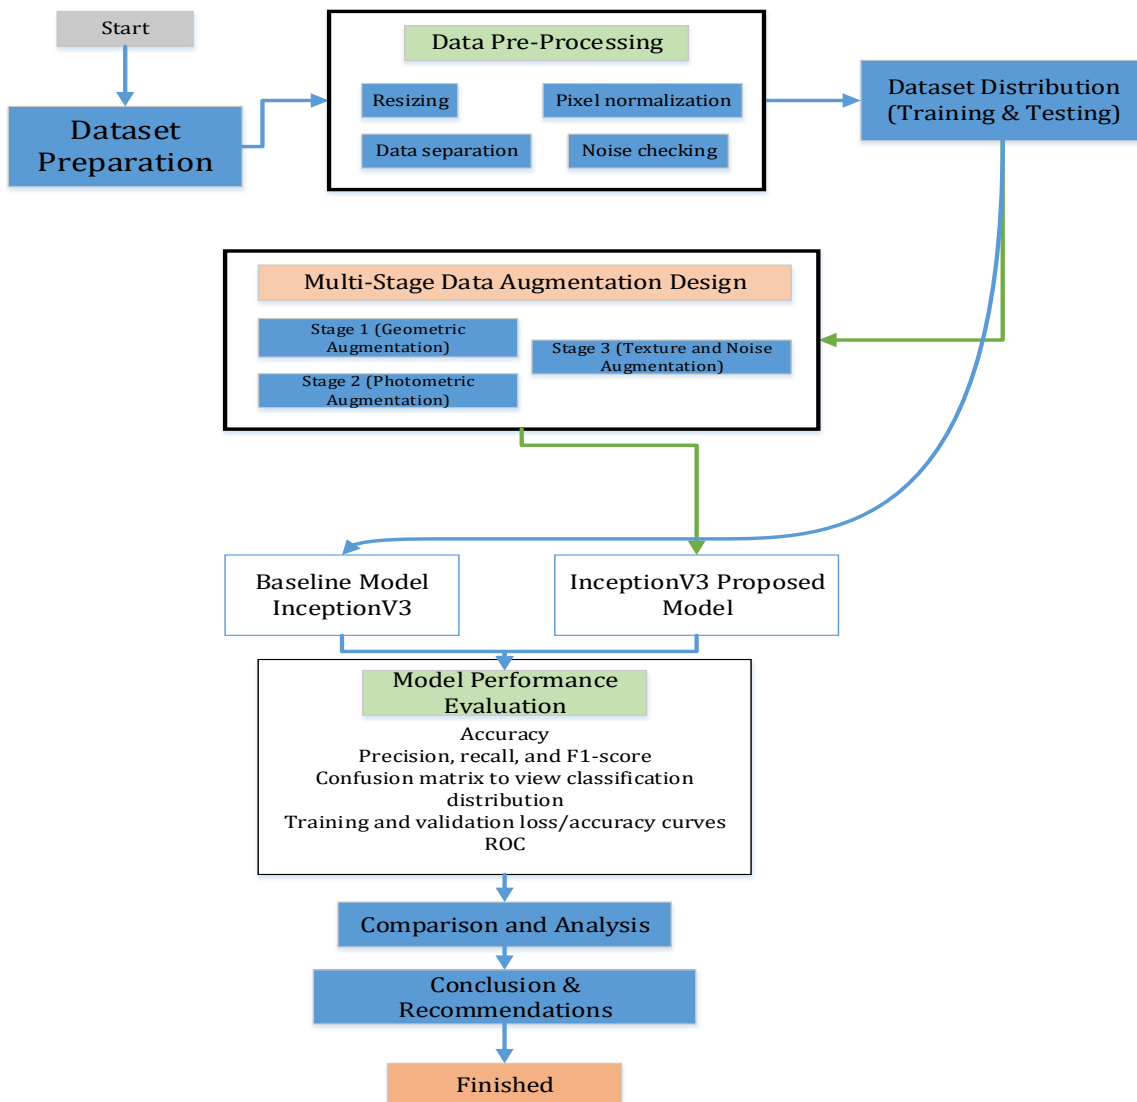 Start
Dataset
Preparation
Data Pre-Processing
Resizing
Pixel normalization
Data separation
Noise checking
Dataset Distribution
(Training & Testing)
Multi-Stage Data Augmentation Design
Stage 1 (Geometric
Augmentation)
Stage 2 (Photometric
Augmentation)
Stage 3 (Texture and Noise
Augmentation)
Baseline Model
InceptionV3
InceptionV3 Proposed
Model
Model Performance
Evaluation
Accuracy
Precision, recall, and F1-score
Confusion matrix to view classification
distribution
Training and validation loss/accuracy curves
ROC
Comparison and Analysis
Conclusion &
Recommendations
Finished